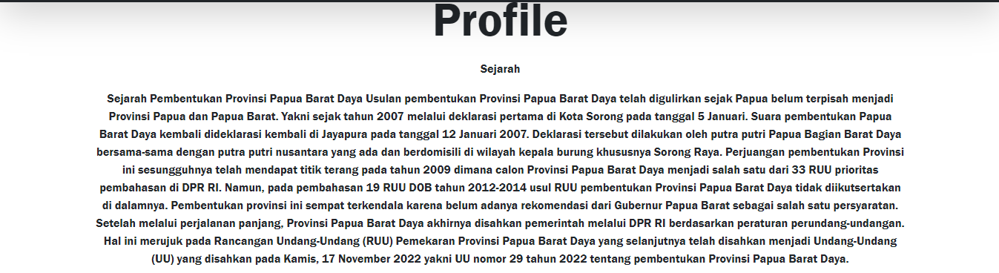 Profile
Sejarah
Sejarah Pembentukan Provinsi Papua Barat Daya Usulan pembentukan Provinsi Papua Barat Daya telah digulirkan sejak Papua belum terpisah menjadi
Provinsi Papua dan Papua Barat. Yakni sejak tahun 2007 melalui deklarasi pertama di Kota Sorong pada tanggal 5 Januari. Suara pembentukan Papua
Barat Daya kembali dideklarasi kembali di Jayapura pada tanggal 12 Januari 2007. Deklarasi tersebut dilakukan oleh putra putri Papua Bagian Barat Daya
bersama-sama dengan putra putri nusantara yang ada dan berdomisili di wilayah kepala burung khususnya Sorong Raya. Perjuangan pembentukan Provinsi
ini sesungguhnya telah mendapat titik terang pada tahun 2009 dimana calon Provinsi Papua Barat Daya menjadi salah satu dari 33 RUU prioritas
pembahasan di DPR RI. Namun, pada pembahasan 19 RUU DOB tahun 2012-2014 usul RUU pembentukan Provinsi Papua Barat Daya tidak diikutsertakan
di dalamnya. Pembentukan provinsi ini sempat terkendala karena belum adanya rekomendasi dari Gubernur Papua Barat sebagai salah satu persyaratan.
Setelah melalui perjalanan panjang, Provinsi Papua Barat Daya akhirnya disahkan pemerintah melalui DPR RI berdasarkan peraturan perundang-undangan.
Hal ini merujuk pada Rancangan Undang-Undang (RUU) Pemekaran Provinsi Papua Barat Daya yang selanjutnya telah disahkan menjadi Undang-Undang
(UU) yang disahkan pada Kamis, 17 November 2022 yakni UU nomor 29 tahun 2022 tentang pembentukan Provinsi Papua Barat Daya.